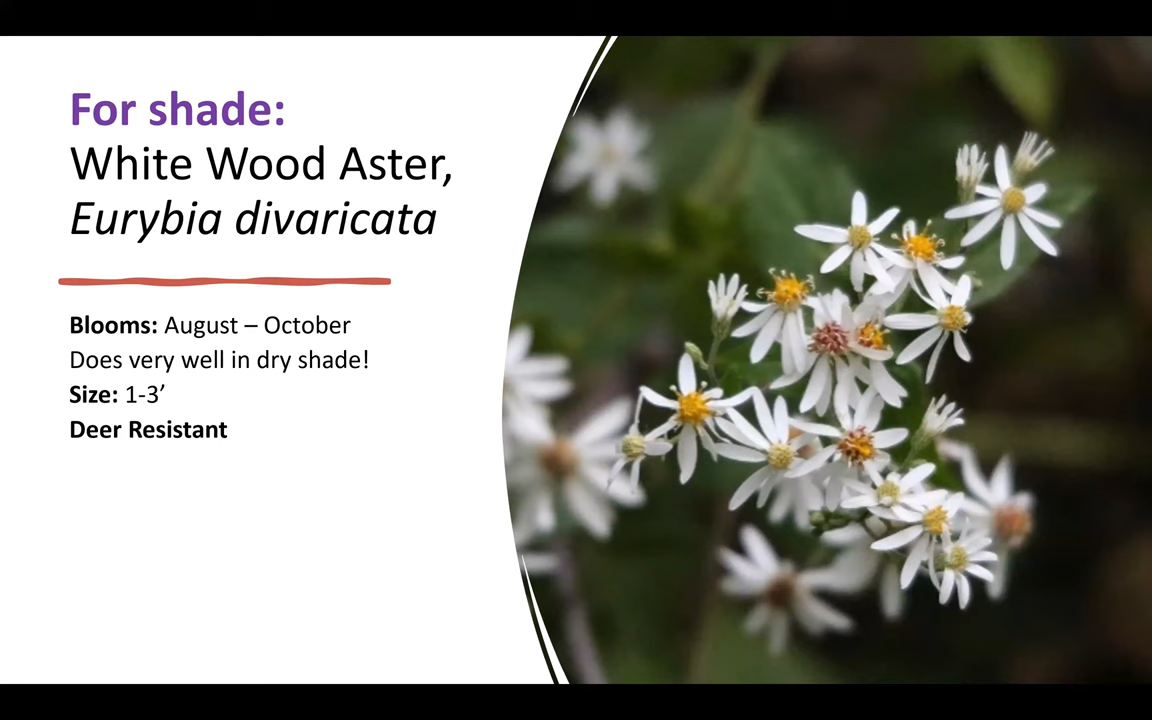 For shade:
White Wood Aster,
Eurybia divaricata
Blooms: August – October
Does very well in dry shade!
Size: 1-3’
Deer Resistant